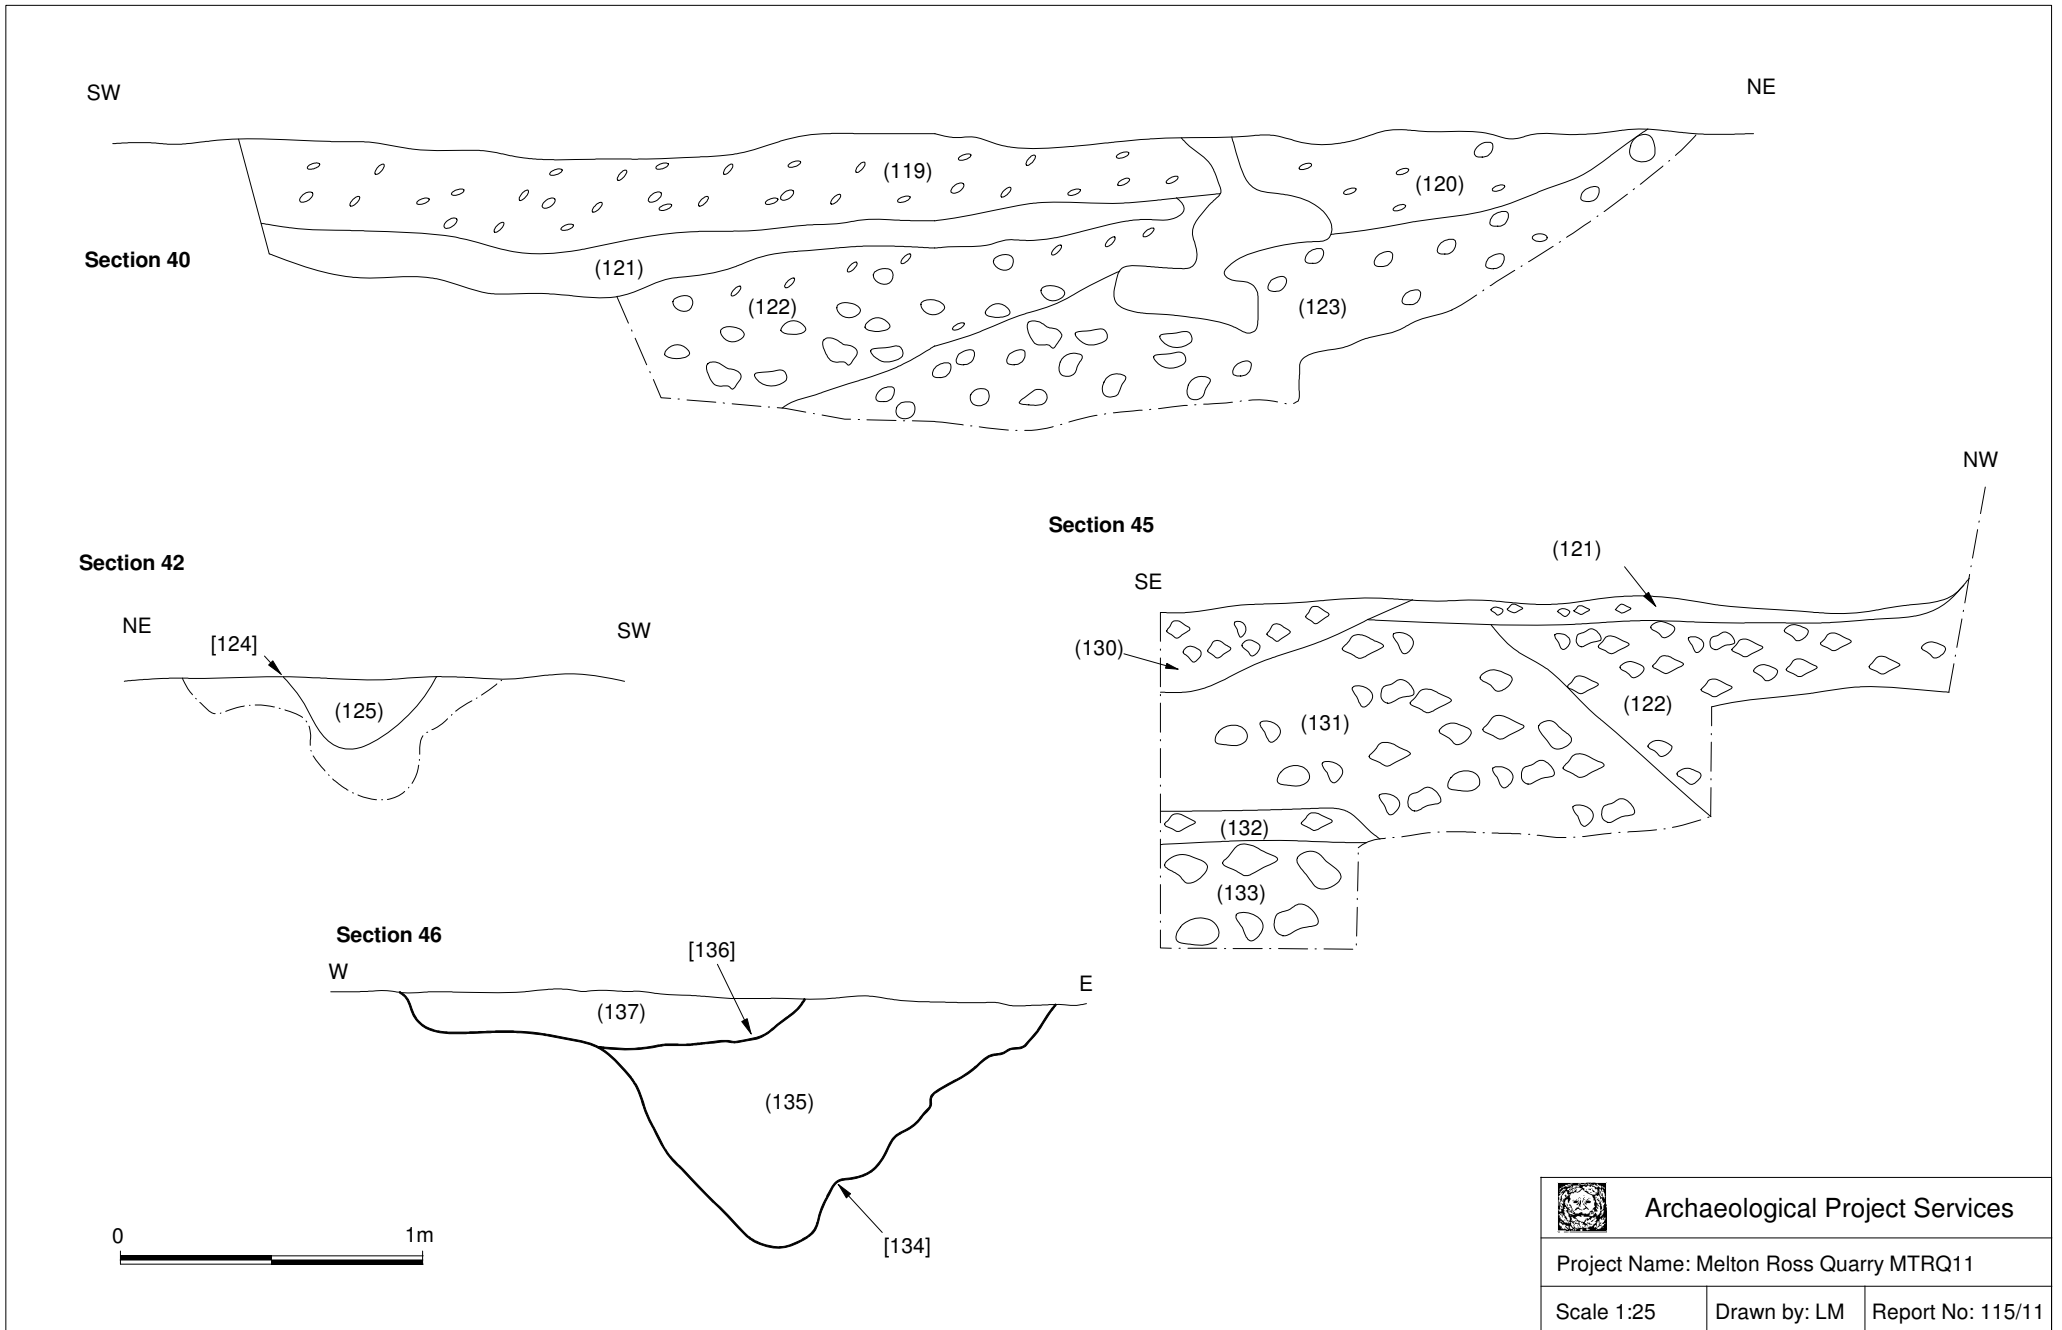 SW
NE
(119)
(120)
Section 40
(121)
(122)
(123)
NW
Section 45
(121)
Section 42
SE
NE
SW
[124]
(130)
(125)
(122)
(131)
(132)
(133)
Section 46
[136]
W
E
(137)
(135)
0
1m
[134]
Archaeological Project Services
Project Name: Melton Ross Quarry MTRQ11
Scale 1:25
Drawn by: LM
Report No: 115/11